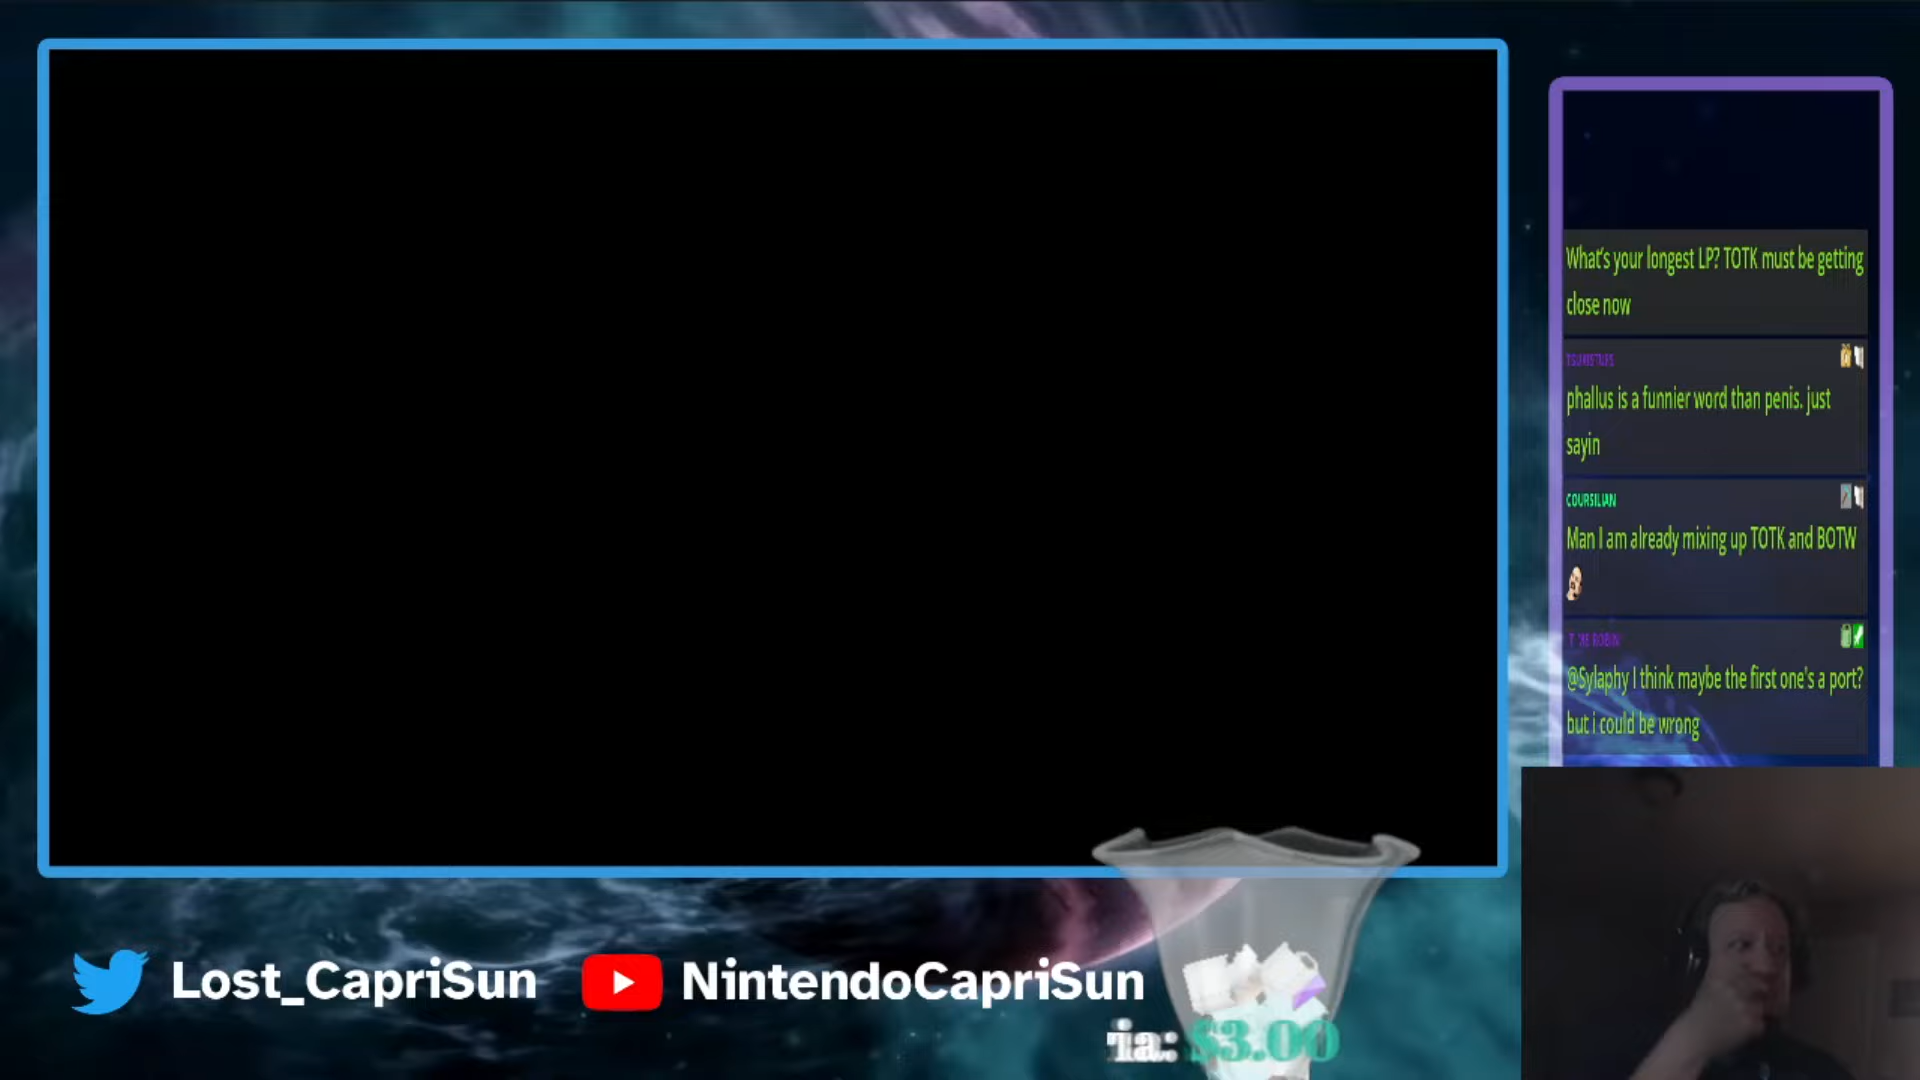 What's your longest LP? TOTK must be getting
close now
phallus is a funnier word than penis. just
sayin
COURSILIAN
Man I am already mixing up TOTK and BOTW
@Sylaphy I think maybe the first one's a port?
but i could be wrong
Lost_CapriSun
NintendoCapriSun
ia: $3.00